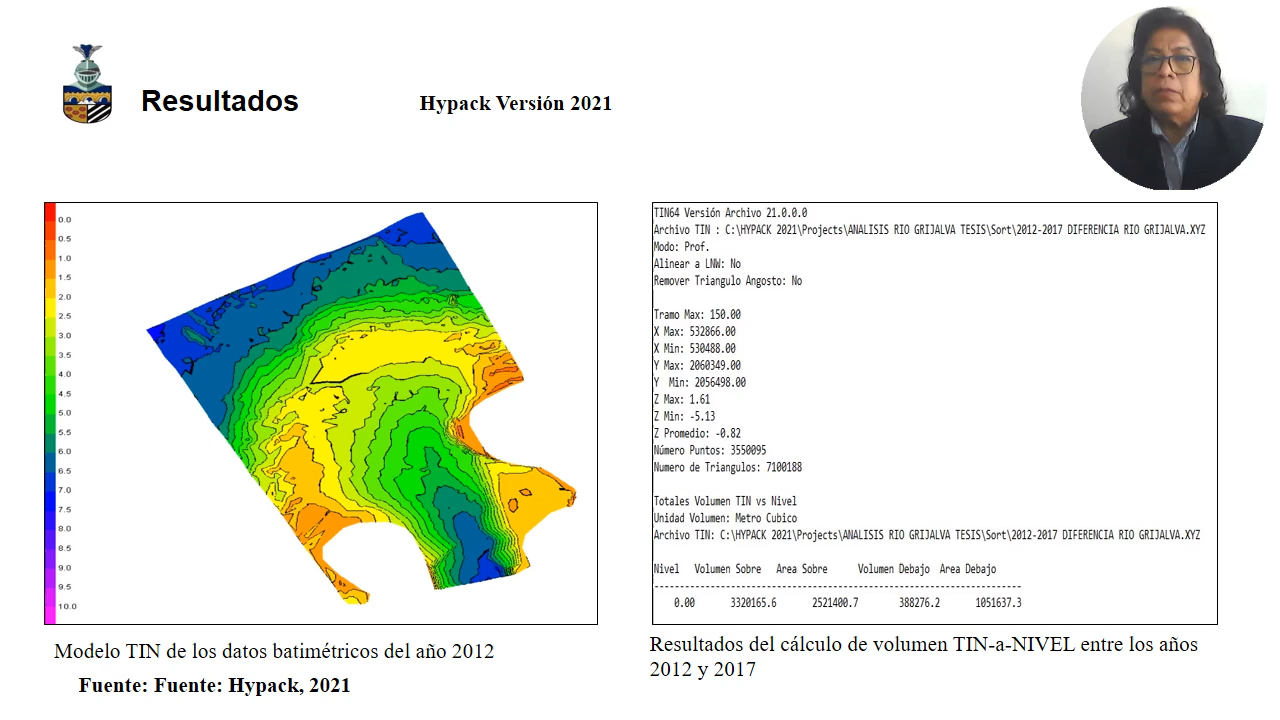 Resultados
Hypack Versión 2021
0.0
0.5
1.0
1.5
2.0
2.5
3.0
3.5
4.0
4.5
5.0
5.5
6.0
6.5
7.0
7.5
8.0
8.5
9.0
9.5
10.0
Modelo TIN de los datos batimétricos del año 2012
Fuente: Fuente: Hypack, 2021
TIN64 Versión Archivo 21.0.0.0
Archivo TIN : C:\HYPACK 2021\Projects\ANALISIS RIO GRIJALVA TESIS\Sort\2012-2017 DIFERENCIA RIO GRIJALVA.XYZ
Modo: Prof.
Alinear a LNW: No
Remover Triangulo Angosto: No
Tramo Max: 150.00
X Max: 532866.00
X Min: 530488.00
Y Max: 2060349.00
Y  Min: 2056498.00
Z Max: 1.61
Z Min: -5.13
Z Promedio: -0.82
Número Puntos: 3550095
Numero de Triangulos: 7100188
Totales Volumen TIN vs Nivel
Unidad Volumen: Metro Cubico
Archivo TIN: C:\HYPACK 2021\Projects\ANALISIS RIO GRIJALVA TESIS\Sort\2012-2017 DIFERENCIA RIO GRIJALVA.XYZ
Nivel Volumen Sobre Area Sobre Volumen Debajo Area Debajo
0.00 3320165.6 2521400.7 388276.2 1051637.3
Resultados del cálculo de volumen TIN-a-NIVEL entre los años
2012 y 2017